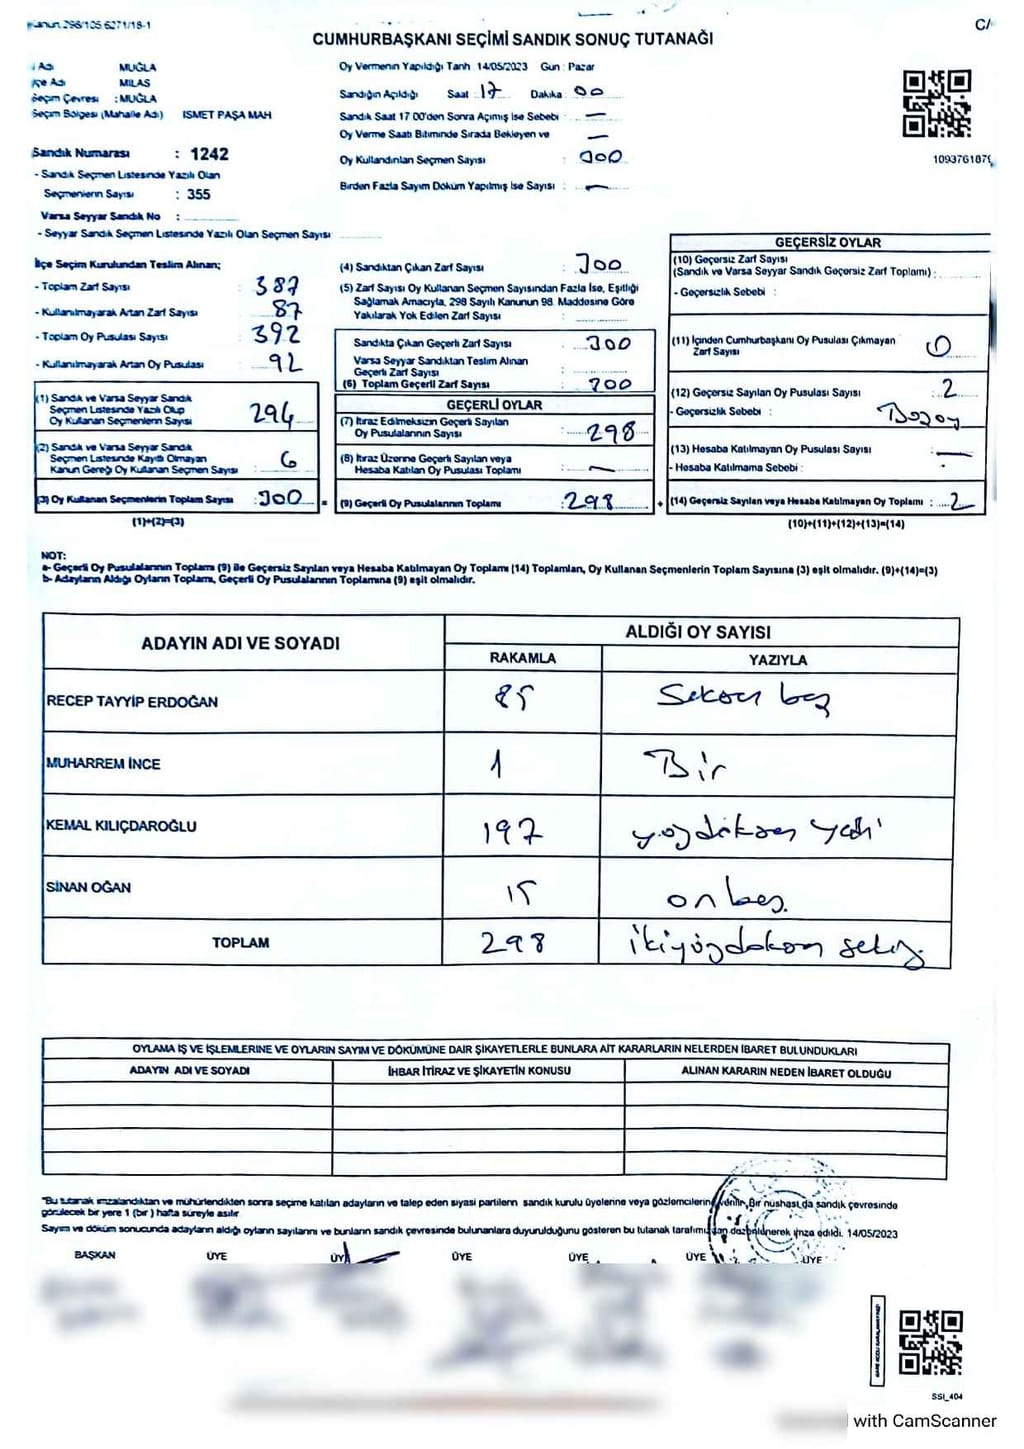 Kanun.296/105.6271/18-1
C/-
CUMHURBAŞKANI SEÇİMİ SANDIK SONUÇ TUTANAĞI
İl Adı MUĞLA
İlçe Adı MILAS
Seçim Çevresi : MUĞLA
Seçim Bölgesi (Mahalle Adı) ISMET PAŞA MAH
Sandık Numarası : 1242
- Sandık Seçmen Listesinde Yazılı Olan
Seçmenlerin Sayısı : 355
Varsa Seyyar Sandık No :
- Seyyar Sandık Seçmen Listesinde Yazılı Olan Seçmen Sayısı
Oy Vermenin Yapıldığı Tarih 14/05/2023 Gun : Pazar
Sandığın Açıldığı Saat : 17 Dakika : 00
Sandık Saat 17 00'den Sonra Açımış İse Sebebi : —
Oy Verme Saatı Bitiminde Sırada Bekleyen ve —
Oy Kullandırılan Seçmen Sayısı : 300
Birden Fazla Sayım Döküm Yapılmış İse Sayısı : —
1093761879
İlçe Seçim Kurulundan Teslim Alınan;
- Toplam Zarf Sayısı : 387
- Kullanılmayarak Artan Zarf Sayısı : 87
- Toplam Oy Pusulası Sayısı : 392
- Kullanılmayarak Artan Oy Pusulası : 92
(1) Sandık ve Varsa Seyyar Sandık
Seçmen Listesinde Yazılı Olup
Oy Kullanan Seçmenlerin Sayısı 294
(2) Sandık ve Varsa Seyyar Sandık
Seçmen Listesinde Kayıtlı Olmayan
Kanun Gereği Oy Kullanan Seçmen Sayısı : 6
(3) Oy Kullanan Seçmenlerin Toplam Sayısı : 300 =
(1)+(2)=(3)
(4) Sandıktan Çıkan Zarf Sayısı : 300
(5) Zarf Sayısı Oy Kullanan Seçmen Sayısından Fazla İse, Eşitliği
Sağlamak Amacıyla, 298 Sayılı Kanunun 98. Maddesine Göre
Yakılarak Yok Edilen Zarf Sayısı :
Sandıkta Çıkan Geçerli Zarf Sayısı : 300
Varsa Seyyar Sandıktan Teslim Alınan
Geçerli Zarf Sayısı :
(6) Toplam Geçerli Zarf Sayısı : 300
GEÇERLİ OYLAR
(7) İtiraz Edilmeksizin Geçerli Sayılan
Oy Pusulalarının Sayısı : 298
(8) İtiraz Üzerine Geçerli Sayılan veya
Hesaba Katılan Oy Pusulası Toplamı : —
(9) Geçerli Oy Pusulalarının Toplamı : 298 +
GEÇERSİZ OYLAR
(10) Geçersiz Zarf Sayısı
(Sandık ve Varsa Seyyar Sandık Geçersiz Zarf Toplamı) :
- Geçersizlik Sebebi :
(11) İçinden Cumhurbaşkanı Oy Pusulası Çıkmayan
Zarf Sayısı : 0
(12) Geçersiz Sayılan Oy Pusulası Sayısı : 2
- Geçersizlik Sebebi :
(13) Hesaba Katılmayan Oy Pusulası Sayısı : —
- Hesaba Katılmama Sebebi :
(14) Geçersiz Sayılan veya Hesaba Katılmayan Oy Toplamı : 2
(10)+(11)+(12)+(13)=(14)
NOT:
a- Geçerli Oy Pusulalarının Toplamı (9) ile Geçersiz Sayılan veya Hesaba Katılmayan Oy Toplamı (14) Toplamları, Oy Kullanan Seçmenlerin Toplam Sayısına (3) eşit olmalıdır. (9)+(14)=(3)
b- Adayların Aldığı Oyların Toplamı, Geçerli Oy Pusulalarının Toplamına (9) eşit olmalıdır.
ADAYIN ADI VE SOYADI ALDIĞI OY SAYISI
RAKAMLA YAZIYLA
RECEP TAYYİP ERDOĞAN 85 Seksen beş
MUHARREM İNCE 1 Bir
KEMAL KILIÇDAROĞLU 197 yüzdoksan yedi
SİNAN OĞAN 15 onbeş.
TOPLAM 298 ikiyüzdoksan sekiz.
OYLAMA İŞ VE İŞLEMLERİNE VE OYLARIN SAYIM VE DÖKÜMÜNE DAİR ŞİKAYETLERLE BUNLARA AİT KARARLARIN NELERDEN İBARET BULUNDUKLARI
ADAYIN ADI VE SOYADI İHBAR İTİRAZ VE ŞİKAYETİN KONUSU ALINAN KARARIN NEDEN İBARET OLDUĞU
"Bu tutanak imzalandıktan ve mühürlendikten sonra seçime katılan adayların ve talep eden siyasi partilerin sandık kurulu üyelerine veya gözlemcilerine verilir, Bir nüshası da sandık çevresinde
görülecek bir yere 1 (bir ) hafta süreyle asılır
Sayım ve döküm sonucunda adayların aldığı oyların sayılarını ve bunların sandık çevresinde bulunanlara duyurulduğunu gösteren bu tutanak tarafımızdan düzenlenerek imza edildi. 14/05/2023
BAŞKAN ÜYE ÜYE ÜYE ÜYE ÜYE ÜYE
SSI_404
with CamScanner